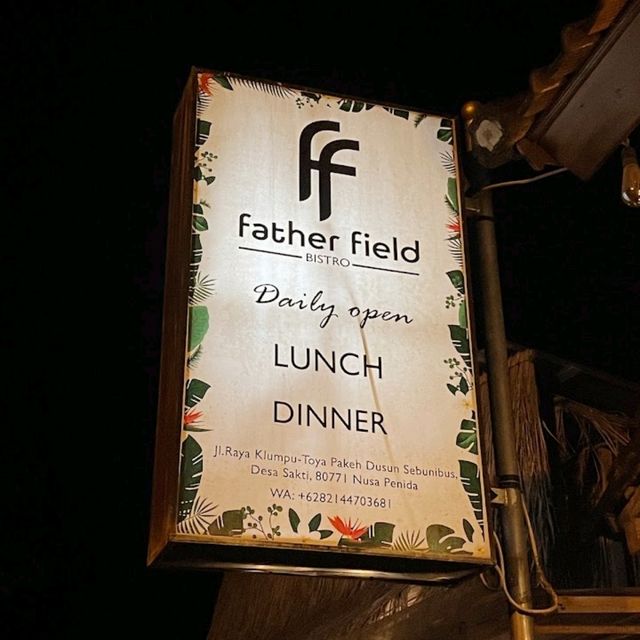 ff
father field
BISTRO
Daily open
LUNCH
DINNER
Jl.Raya Klumpu-Toya Pakeh Dusun Sebunibus,
Desa Sakti, 80771 Nusa Penida
WA: +6282144703681